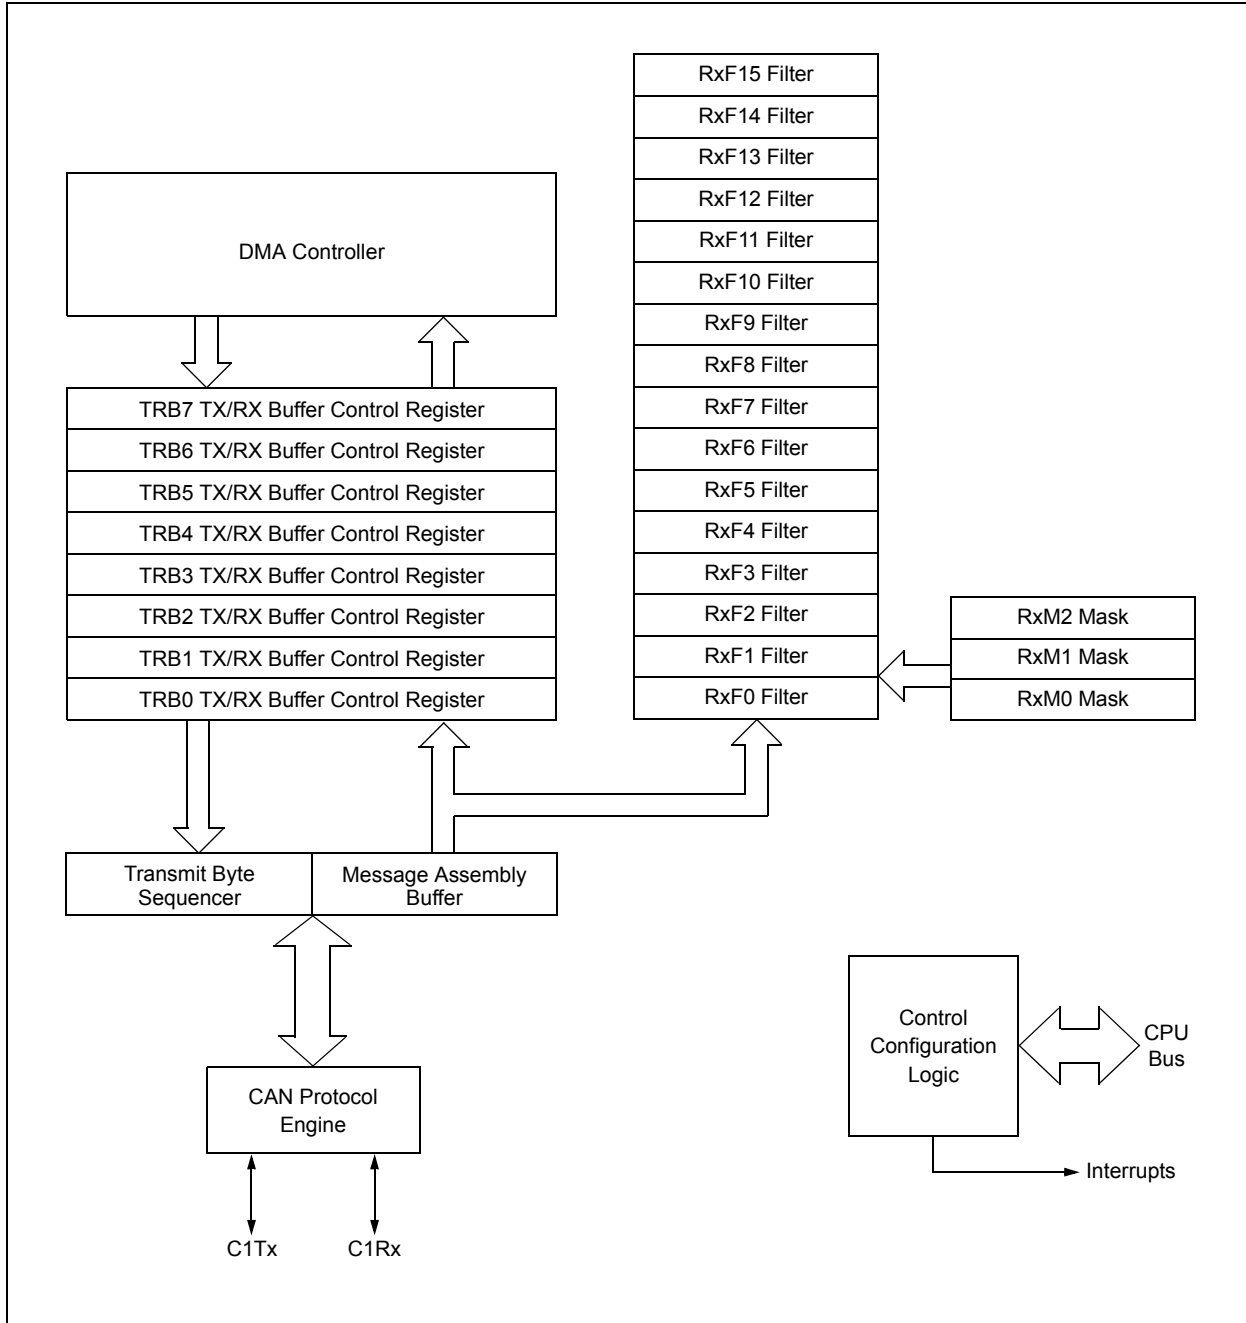 RxF15 Filter
RxF14 Filter
RxF13 Filter
RxF12 Filter
RxF11 Filter
RxF10 Filter
RxF9 Filter
RxF8 Filter
RxF7 Filter
RxF6 Filter
RxF5 Filter
RxF4 Filter
RxF3 Filter
RxF2 Filter
RxF1 Filter
RxF0 Filter
DMA Controller
TRB7 TX/RX Buffer Control Register
TRB6 TX/RX Buffer Control Register
TRB5 TX/RX Buffer Control Register
TRB4 TX/RX Buffer Control Register
TRB3 TX/RX Buffer Control Register
TRB2 TX/RX Buffer Control Register
TRB1 TX/RX Buffer Control Register
TRB0 TX/RX Buffer Control Register
RxM2 Mask
RxM1 Mask
RxM0 Mask
Transmit Byte
Sequencer
Message Assembly
Buffer
CAN Protocol
Engine
C1Tx
C1Rx
Control
Configuration
Logic
CPU
Bus
Interrupts